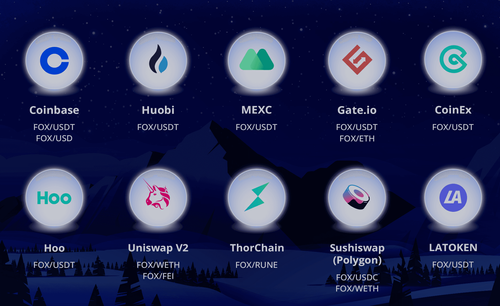 Coinbase
FOX/USDT
FOX/USD
Huobi
FOX/USDT
MEXC
FOX/USDT
Gate.io
FOX/USDT
FOX/ETH
CoinEx
FOX/USDT
Hoo
Hoo
FOX/USDT
Uniswap V2
FOX/WETH
FOX/FEI
ThorChain
FOX/RUNE
Sushiswap
(Polygon)
FOX/USDC
FOX/WETH
LA
LATOKEN
FOX/USDT